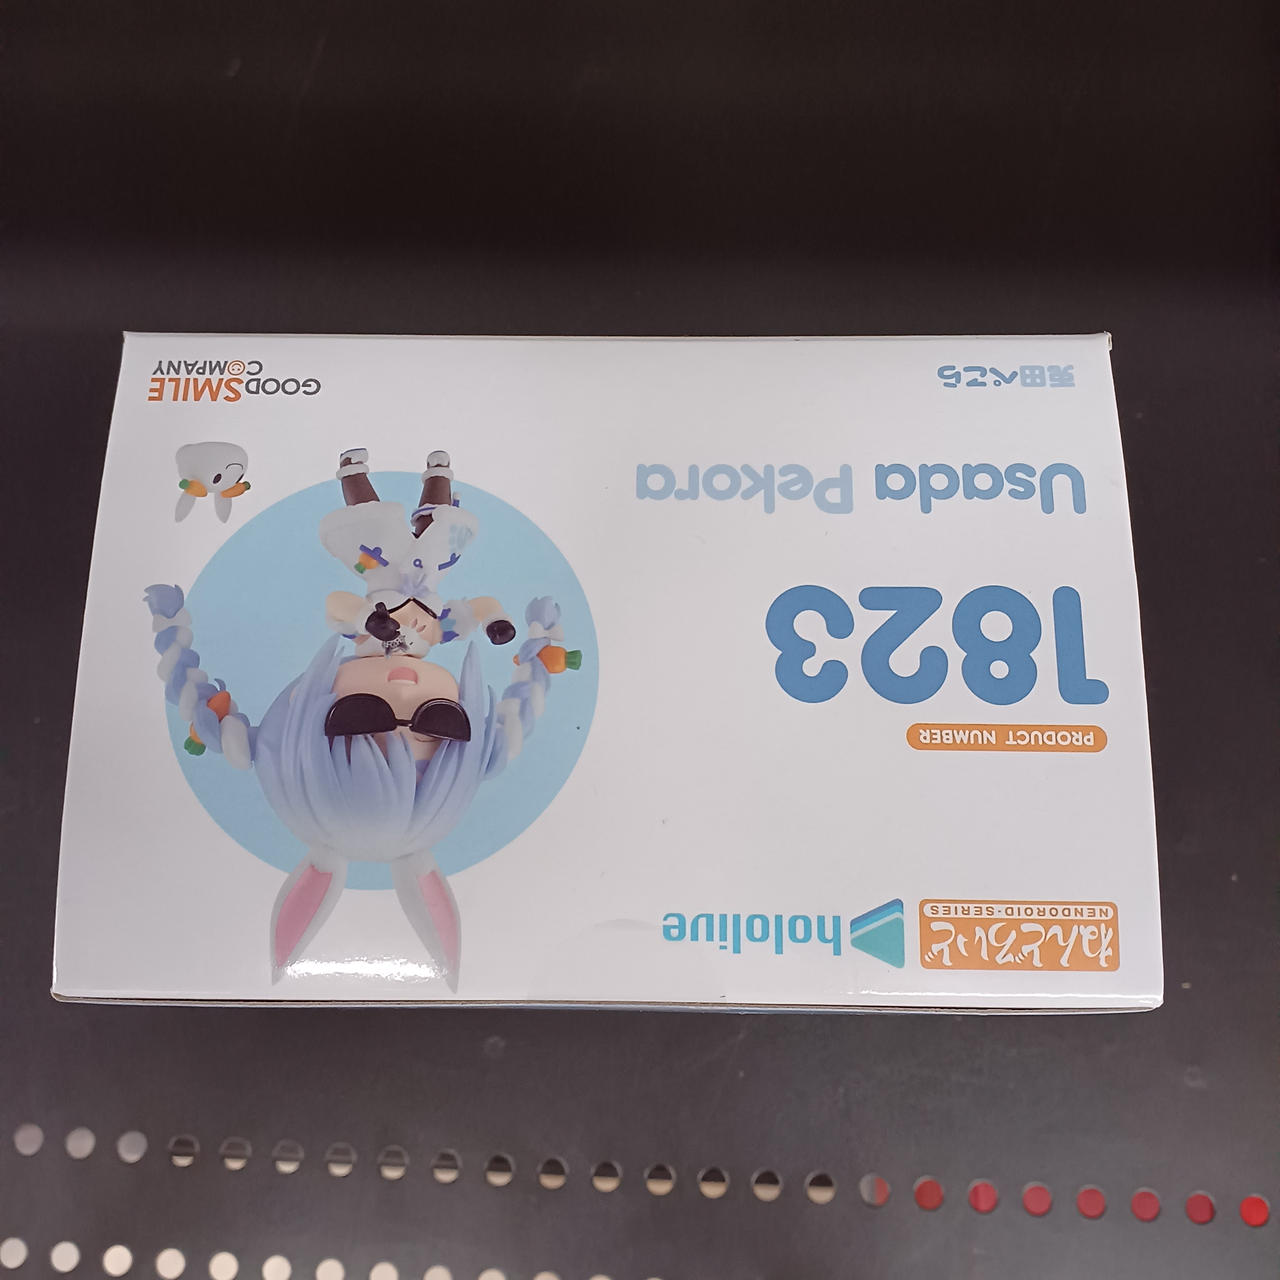 ねんどろいど
NENDOROID-SERIES
hololive
PRODUCT NUMBER
1823
Usada Pekora
兎田ぺこら
GOODSMILE
COMPANY